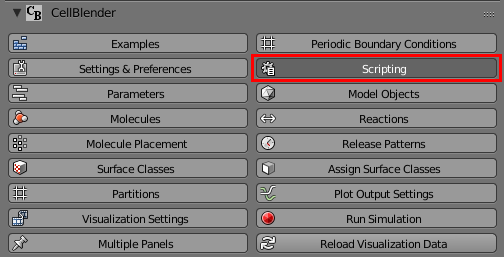 CB CellBlender
Examples Periodic Boundary Conditions
Settings & Preferences Scripting
Parameters Model Objects
Molecules Reactions
Molecule Placement Release Patterns
Surface Classes Assign Surface Classes
Partitions Plot Output Settings
Visualization Settings Run Simulation
Multiple Panels Reload Visualization Data